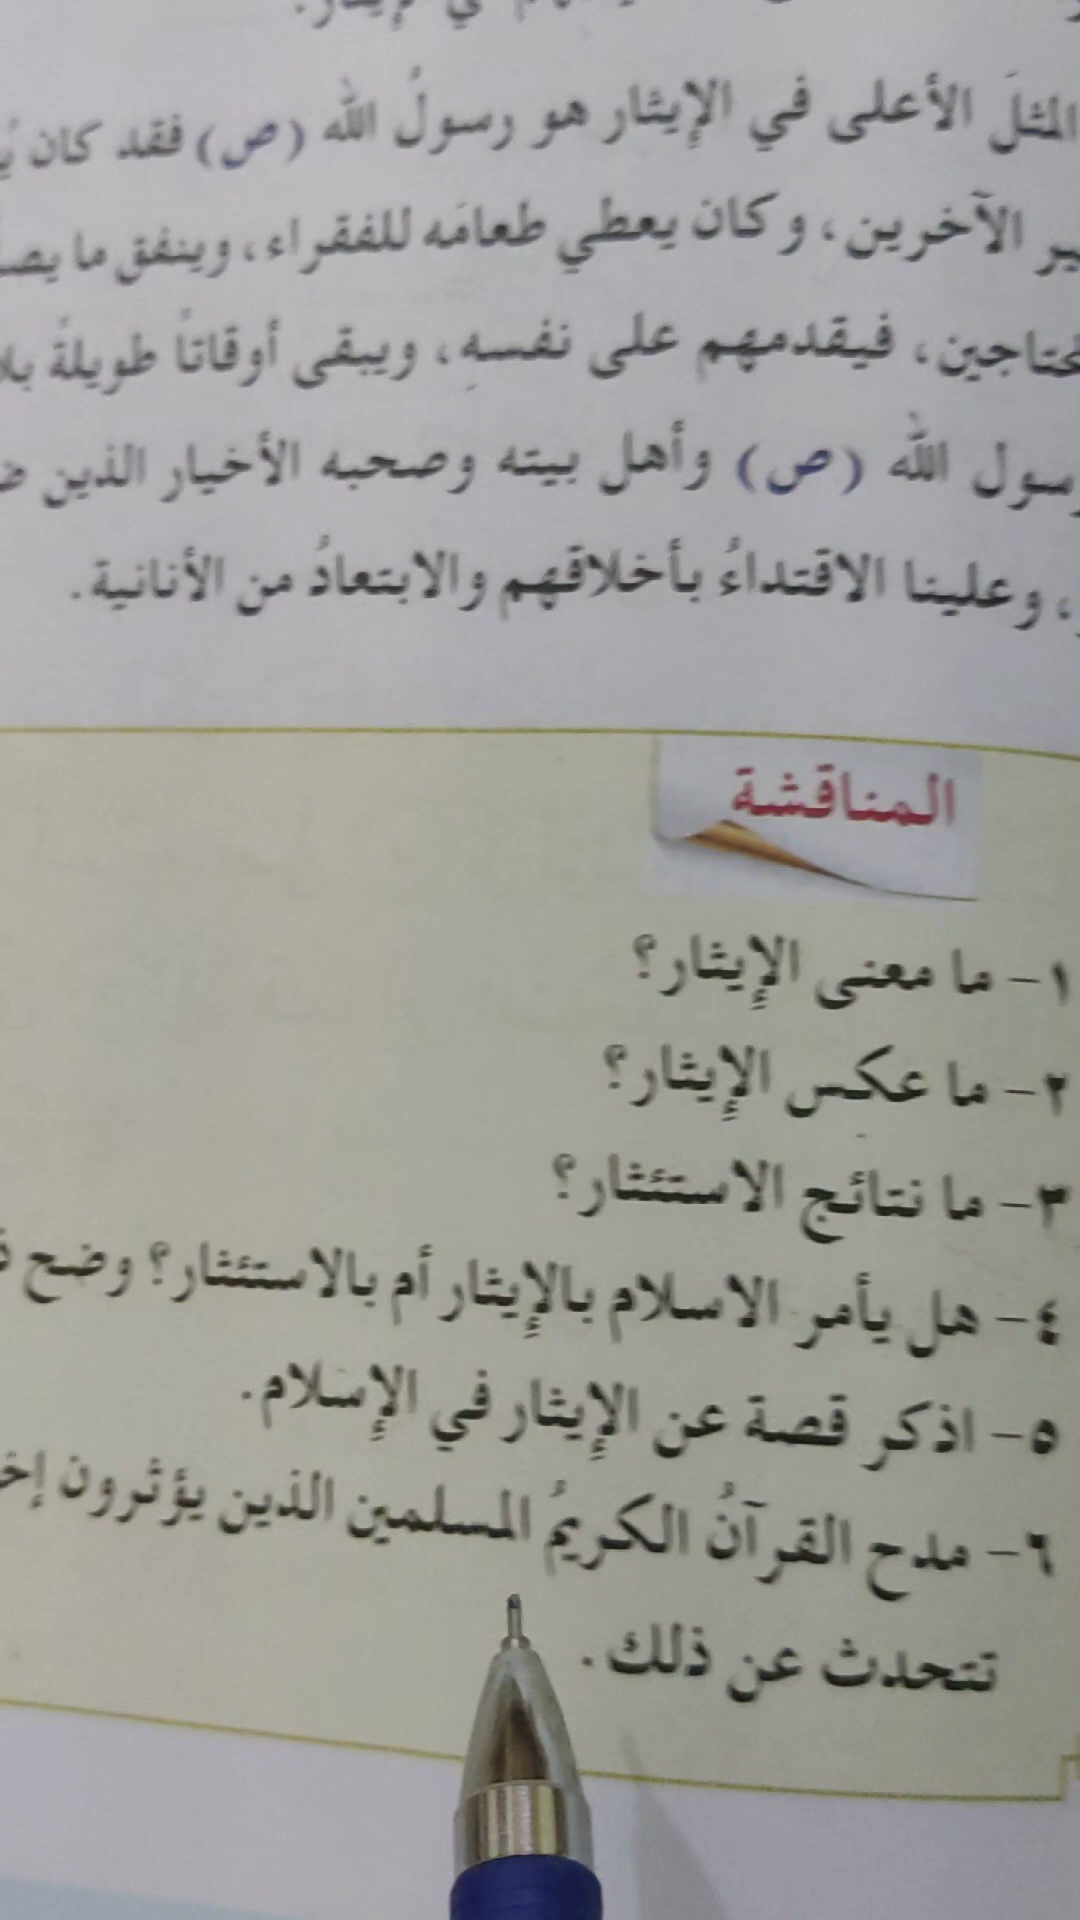 المثلَ الأعلى في الإيثار هو رسولُ الله (ص) فقد كان
الآخرين، وكان يعطي طعامَه للفقراء، وينفق ما
فيقدمهم على نفسهِ، ويبقى أوقاتاً طويلةً
رسول الله (ص) وأهل بيته وصحبه الأخيار الذين
، وعلينا الاقتداءُ بأخلاقهم والابتعادُ من الأنانية.
المناقشة
١- ما معنى الإيثار؟
٢- ما عكس الإيثار؟
٣- ما نتائج الاستئثار؟
٤- هل يأمر الاسلام بالإيثار أم بالاستئثار؟ وضح
٥- اذكر قصة عن الإيثار في الإسلام.
٦- مدح القرآنُ الكريمُ المسلمين الذين يؤثرون
تتحدث عن ذلك.